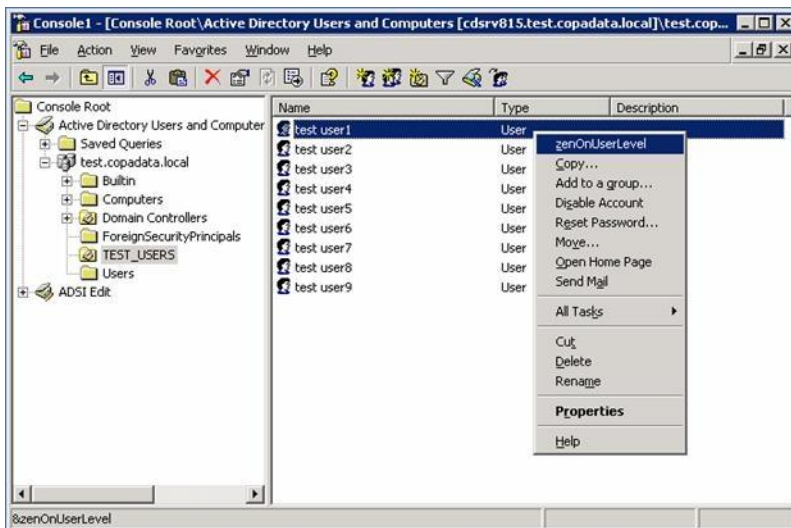 Console1 - [Console Root\Active Directory Users and Computers [cdsrv815.test.copadata.local]\test.cop...
File Action View Favorites Window Help
Console Root
Active Directory Users and Computer
Saved Queries
test.copadata.local
Builtin
Computers
Domain Controllers
ForeignSecurityPrincipals
TEST_USERS
Users
ADSI Edit
Name Type Description
test user1 User
test user2 User
test user3 User
test user4 User
test user5 User
test user6 User
test user7 User
test user8 User
test user9 User
zenOnUserLevel
Copy...
Add to a group...
Disable Account
Reset Password...
Move...
Open Home Page
Send Mail
All Tasks
Cut
Delete
Rename
Properties
Help
&zenOnUserLevel